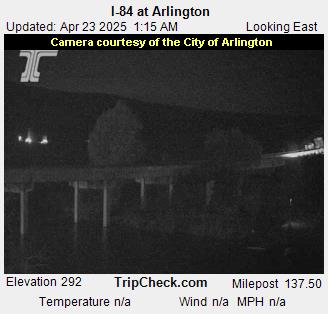 I-84 at Arlington
Updated: Apr 23 2025 1:15 AM Looking East
Camera courtesy of the City of Arlington
Elevation 292 TripCheck.com Milepost 137.50
Temperature n/a Wind n/a MPH n/a